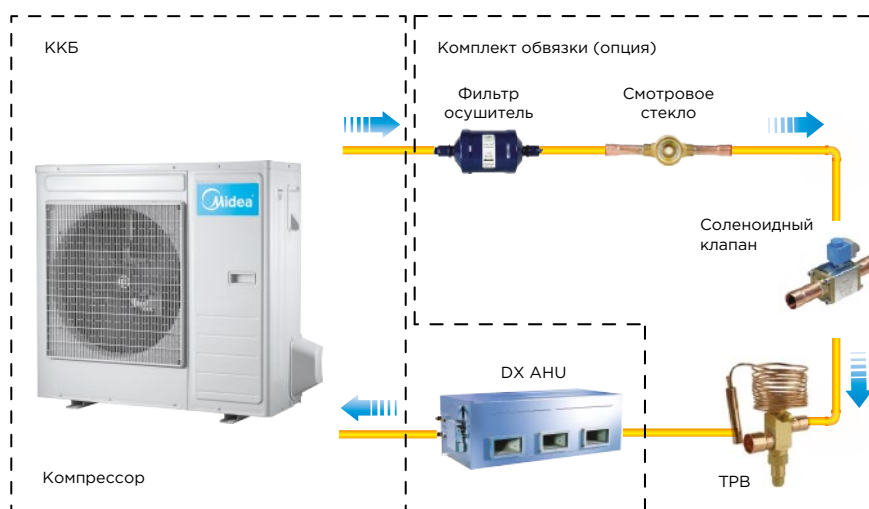 ККБ
Комплект обвязки (опция)
Фильтр
осушитель
Смотровое
стекло
Midea
Соленоидный
клапан
DX AHU
Компрессор
ТРВ